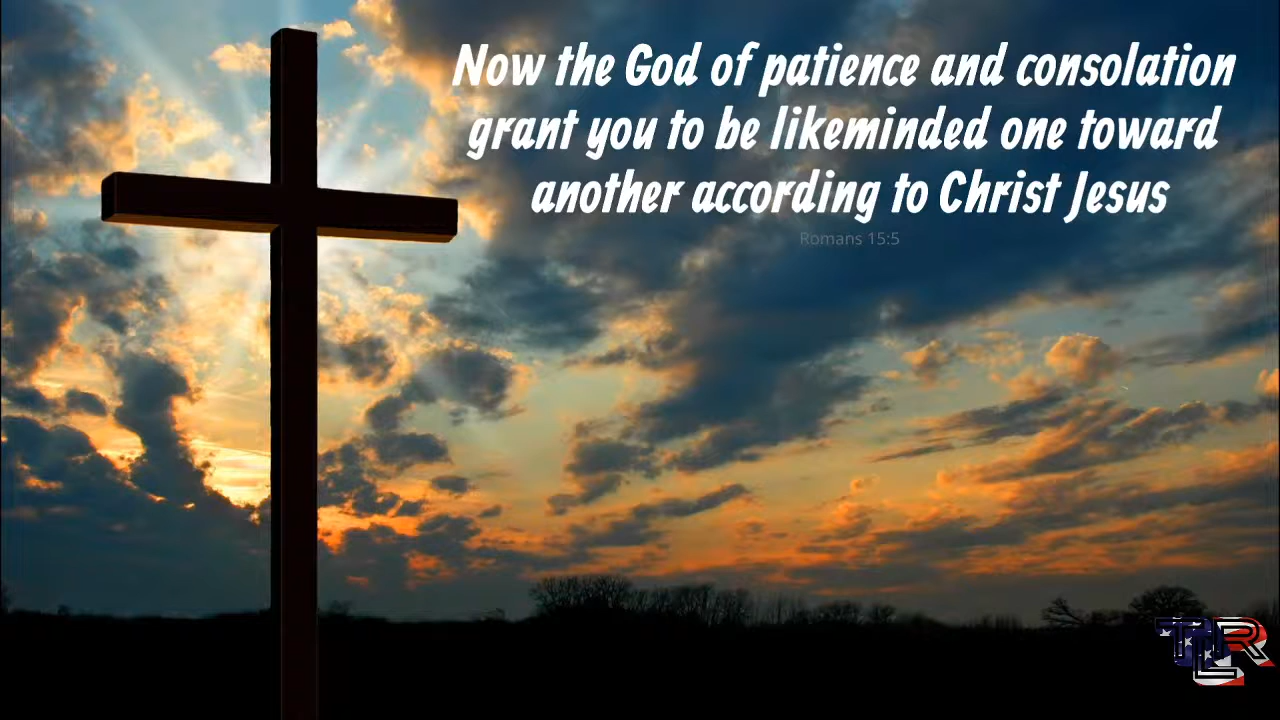 Now the God of patience and consolation
grant you to be likeminded one toward
another according to Christ Jesus
Romans 15:5